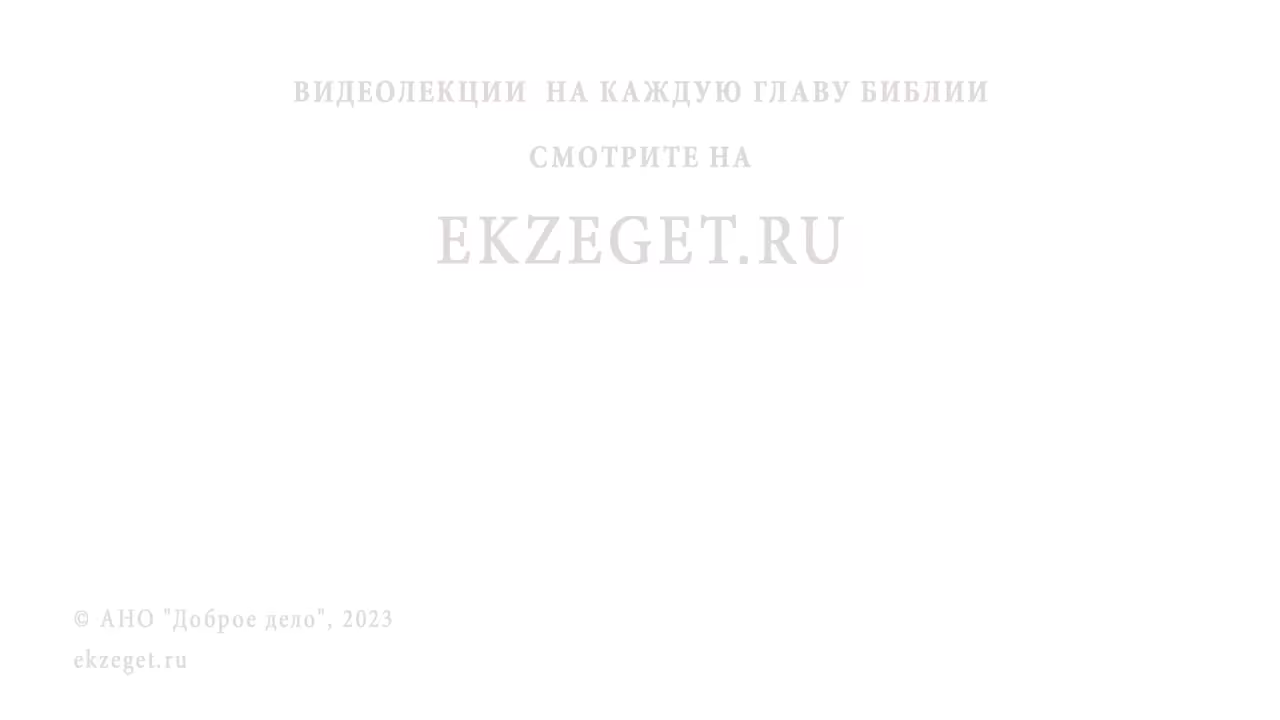 ВИДЕОЛЕКЦИИ НА КАЖДУЮ ГЛАВУ БИБЛИИ
СМОТРИТЕ НА
EKZEGET.RU
© АНО "Доброе дело", 2023
ekzeget.ru